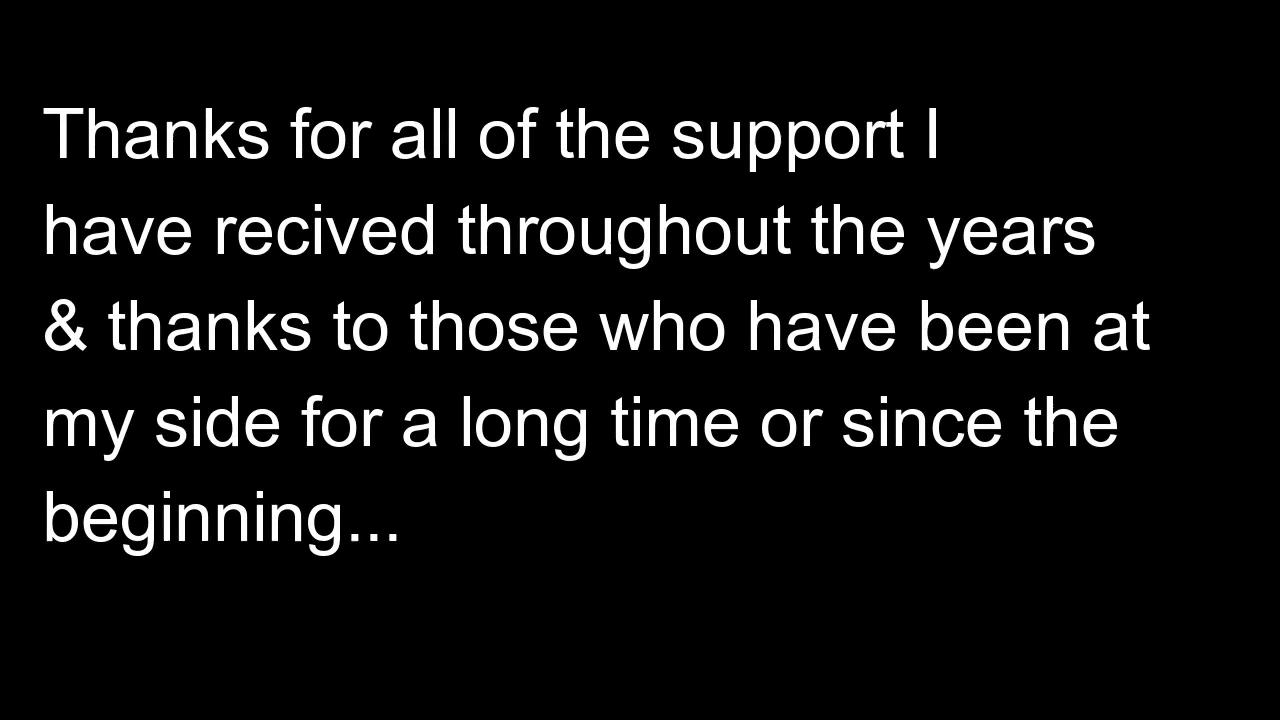 Thanks for all of the support I
have recived throughout the years
& thanks to those who have been at
my side for a long time or since the
beginning...